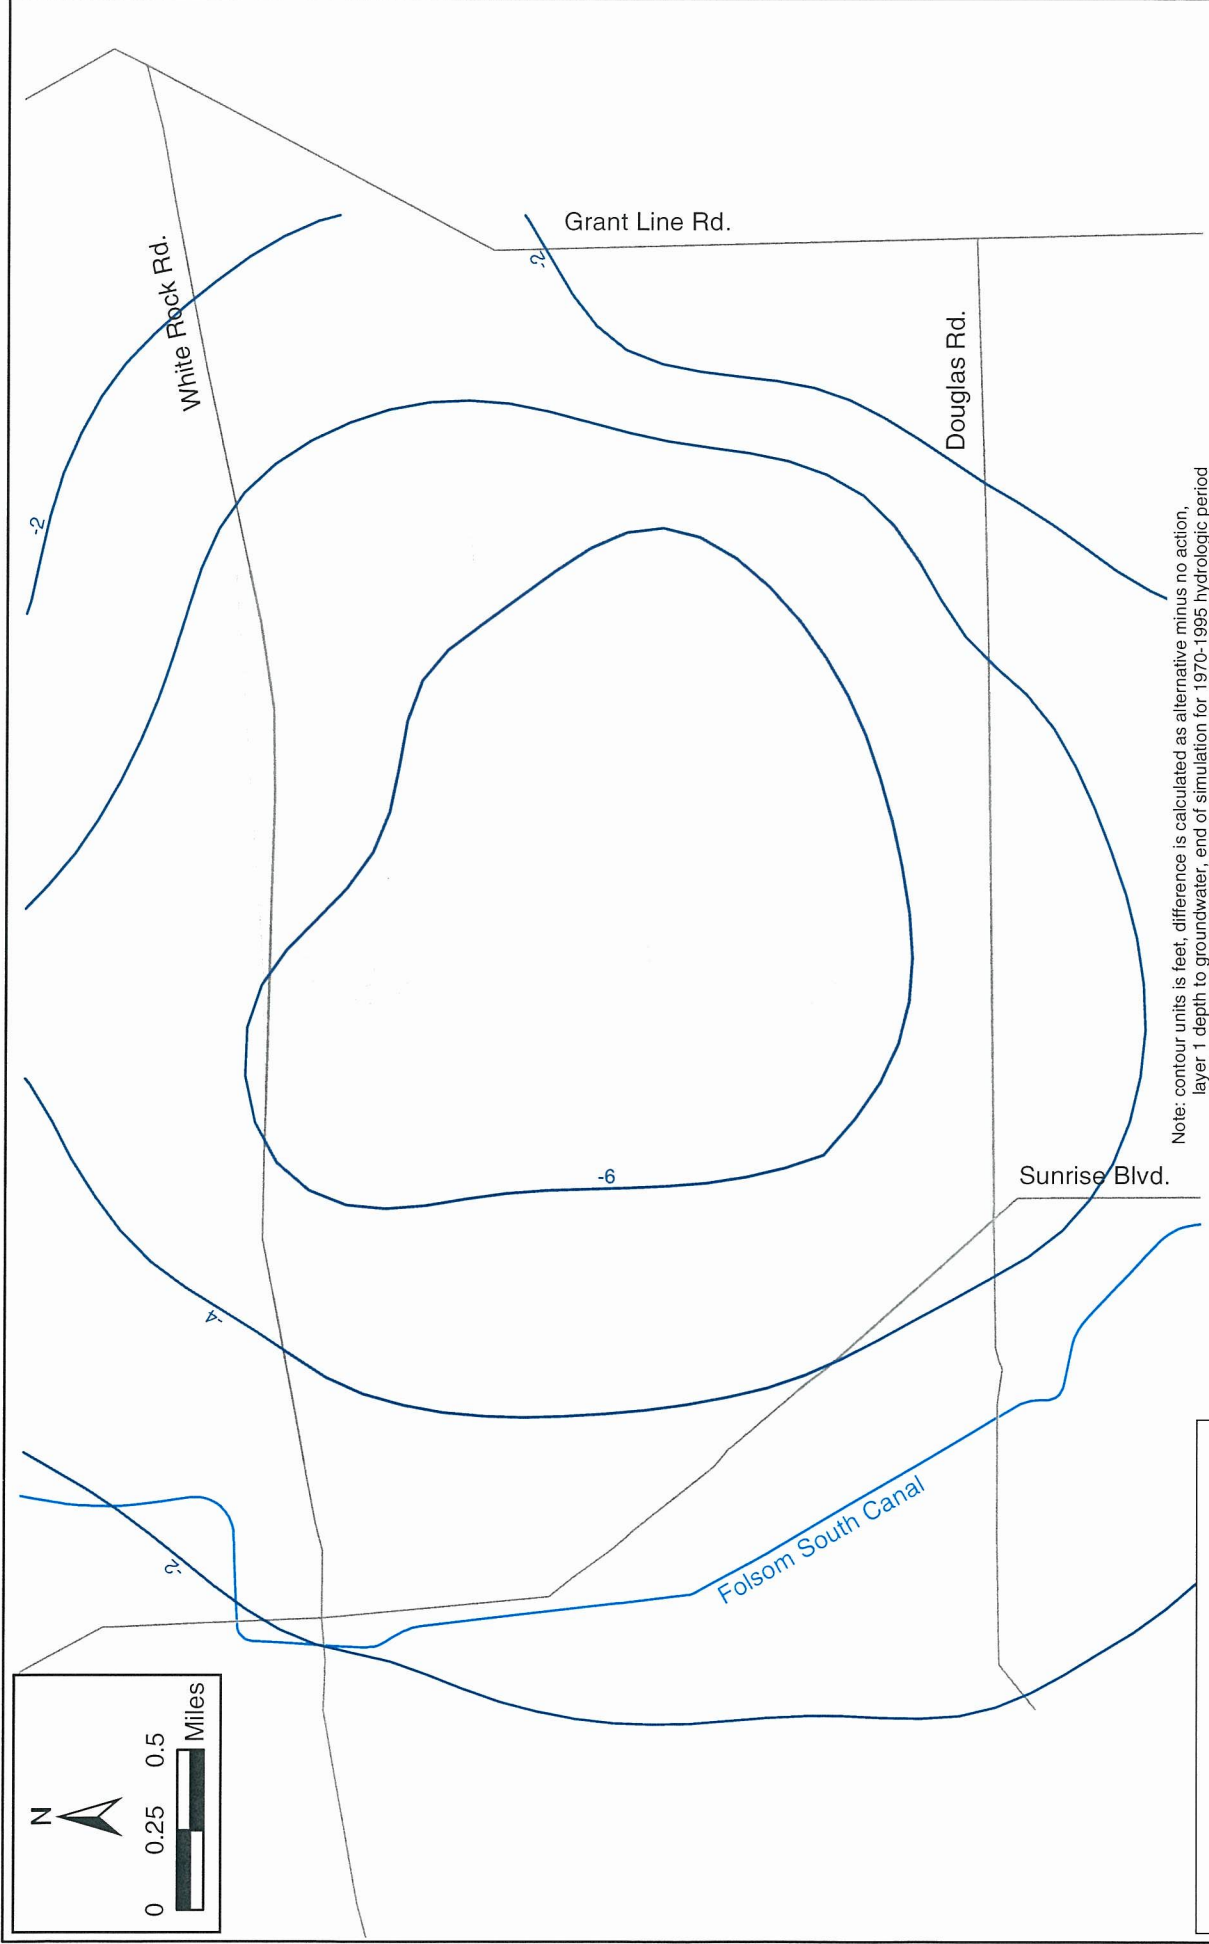 N
0 0.25 0.5
Miles
-2
White Rock Rd.
-2
Grant Line Rd.
Douglas Rd.
-6
-4
-2
Sunrise Blvd.
Folsom South Canal
Note: contour units is feet, difference is calculated as alternative minus no action,
layer 1 depth to groundwater, end of simulation for 1970-1995 hydrologic period